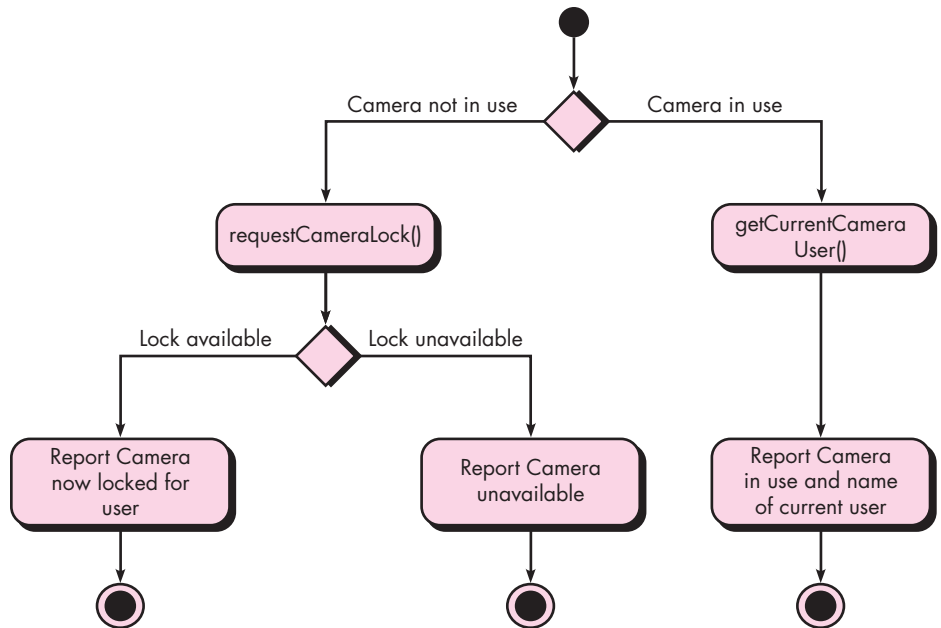 Camera not in use
Camera in use
requestCameraLock()
getCurrentCamera
User()
Lock available
Lock unavailable
Report Camera
now locked for
user
Report Camera
unavailable
Report Camera
in use and name
of current user